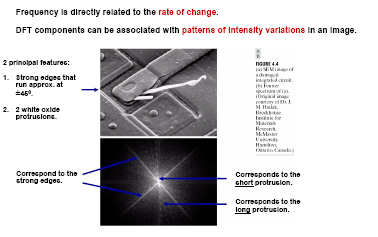 Frequency is directly related to the rate of change.
DFT components can be associated with patterns of intensity variations in an image.
2 principal features:
1. Strong edges that
run approx. at
±45⁰.
2. 2 white oxide
protrusions.
a
b
FIGURE 4.4
(a) SEM image of
a damaged
integrated circuit.
(b) Fourier
spectrum of (a).
(Original image
courtesy of Dr. J.
M. Hudak,
Brockhouse
Institute for
Materials
Research,
McMaster
University,
Hamilton,
Ontario, Canada.)
Correspond to the
strong edges.
Corresponds to the
short protrusion.
Corresponds to the
long protrusion.